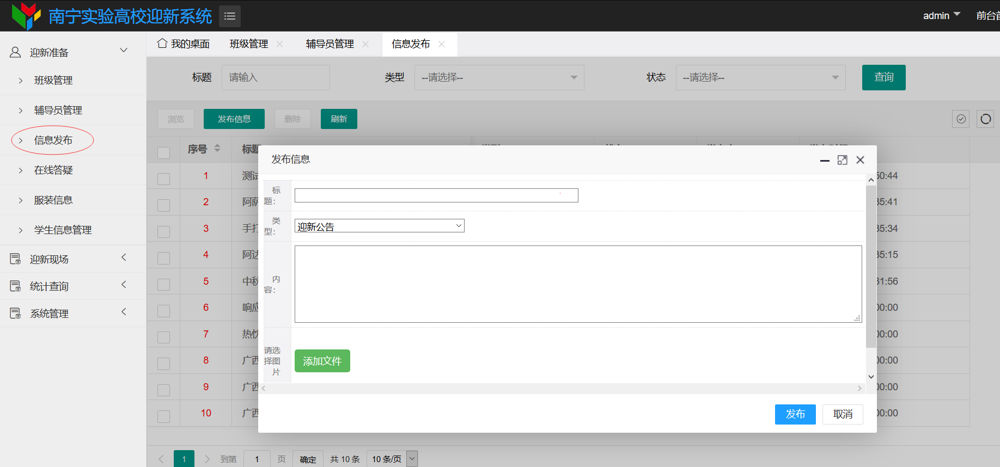 南宁实验高校迎新系统
admin
前台
迎新准备
班级管理
辅导员管理
信息发布
在线答疑
服装信息
学生信息管理
迎新现场
统计查询
系统管理
我的桌面 班级管理 辅导员管理 信息发布
标题 请输入 类型 --请选择-- 状态 --请选择-- 查询
浏览 发布信息 删除 刷新
序号 标题
1 测试 50:44
2 阿萨 35:41
3 手打 35:34
4 阿达 35:15
5 中秋 31:56
6 响应 00:00
7 热忱 00:00
8 广西 00:00
9 广西 00:00
10 广西 00:00
发布信息
标
题：
类
型：
迎新公告
内
容：
请选
择图
片
添加文件
发布 取消
1 到第 1 页 确定 共 10 条 10 条/页